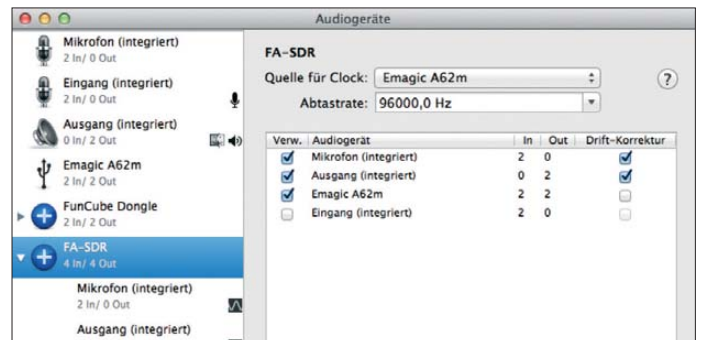 Audiogeräte
Mikrofon (integriert)
2 In/ 0 Out
Eingang (integriert)
2 In/ 0 Out
Ausgang (integriert)
0 In/ 2 Out
Emagic A62m
2 In/ 2 Out
FunCube Dongle
2 In/ 2 Out
FA-SDR
4 In/ 4 Out
Mikrofon (integriert)
2 In/ 0 Out
Ausgang (integriert)
FA-SDR
Quelle für Clock: Emagic A62m
?
Abtastrate: 96000,0 Hz
Verw. Audiogerät In Out Drift-Korrektur
Mikrofon (integriert) 2 0
Ausgang (integriert) 0 2
Emagic A62m 2 2
Eingang (integriert) 2 0